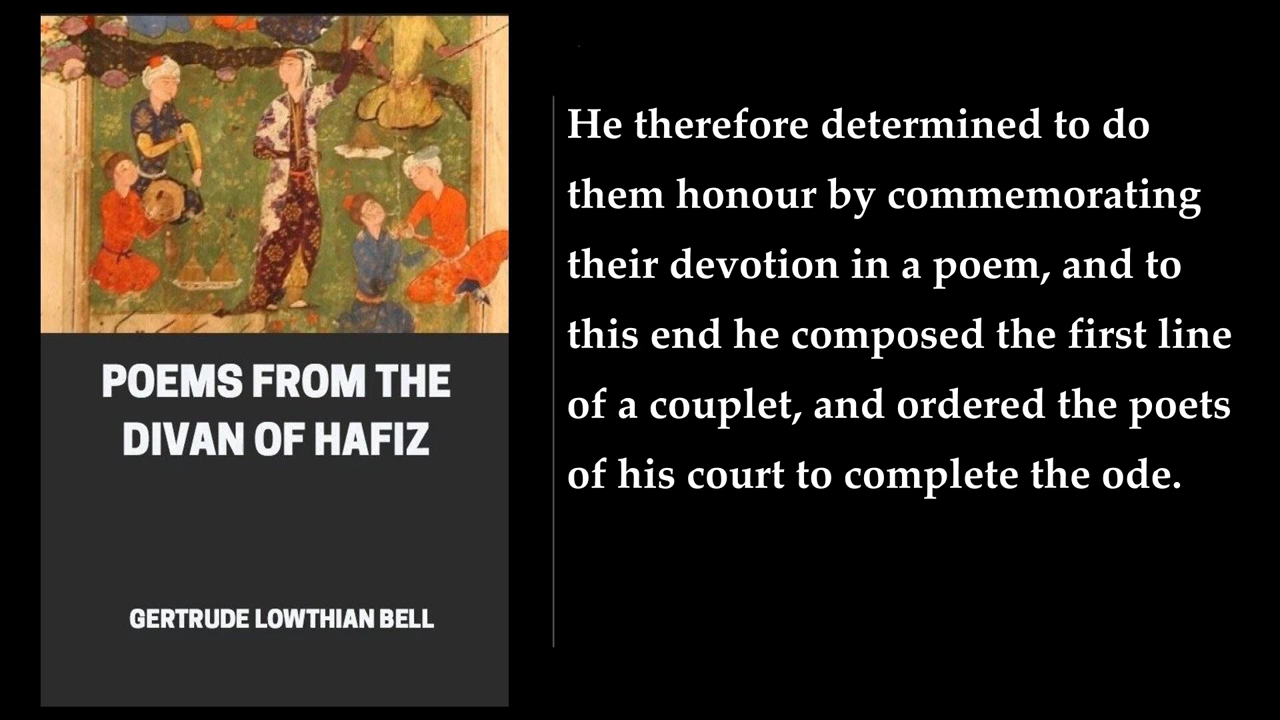 POEMS FROM THE
DIVAN OF HAFIZ
GERTRUDE LOWTHIAN BELL
He therefore determined to do
them honour by commemorating
their devotion in a poem, and to
this end he composed the first line
of a couplet, and ordered the poets
of his court to complete the ode.